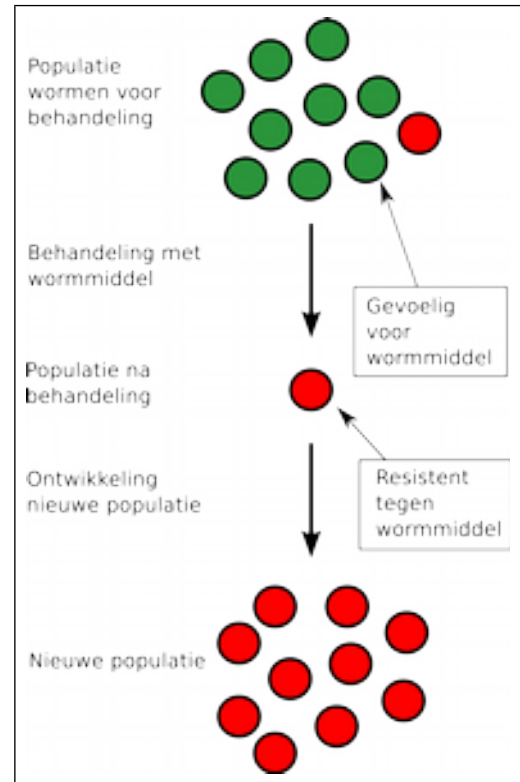 Populatie
wormen voor
behandeling
Behandeling met
wormmiddel
Gevoelig
voor
wormmiddel
Populatie na
behandeling
Ontwikkeling
nieuwe populatie
Resistent
tegen
wormmiddel
Nieuwe populatie